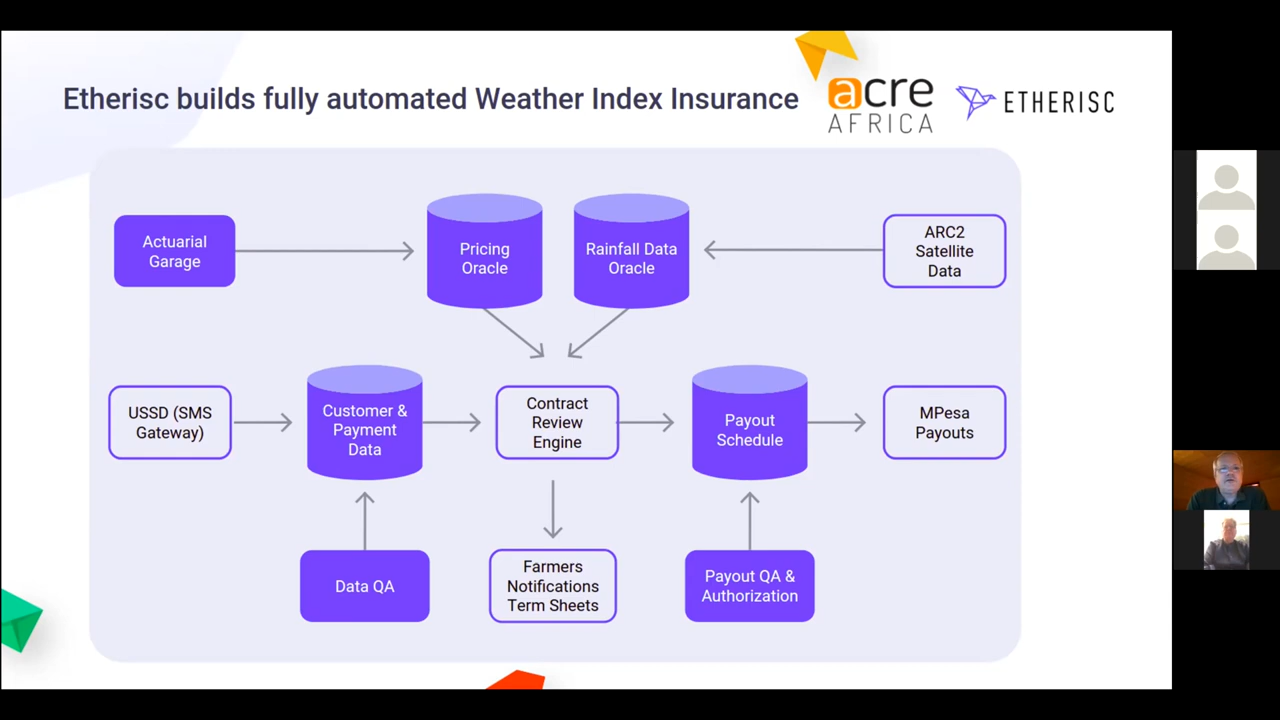 Etherisc builds fully automated Weather Index Insurance
acre
AFRICA
ETHERISC
Actuarial
Garage
Pricing
Oracle
Rainfall Data
Oracle
ARC2
Satellite
Data
USSD (SMS
Gateway)
Customer &
Payment
Data
Contract
Review
Engine
Payout
Schedule
MPesa
Payouts
Data QA
Farmers
Notifications
Term Sheets
Payout QA &
Authorization